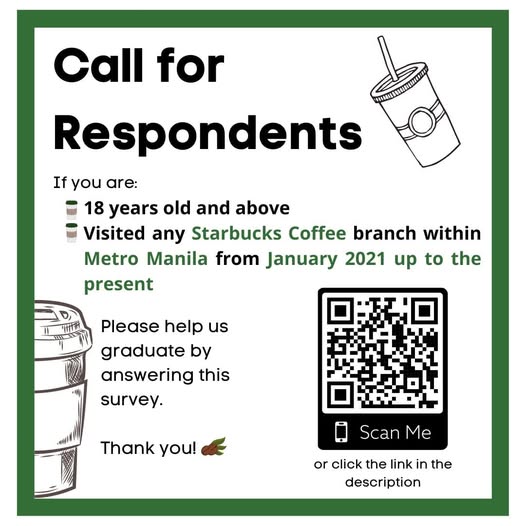 Call for
Respondents
If you are:
18 years old and above
Visited any Starbucks Coffee branch within
Metro Manila from January 2021 up to the
present
Please help us
graduate by
answering this
survey.
Thank you!
Scan Me
or click the link in the
description